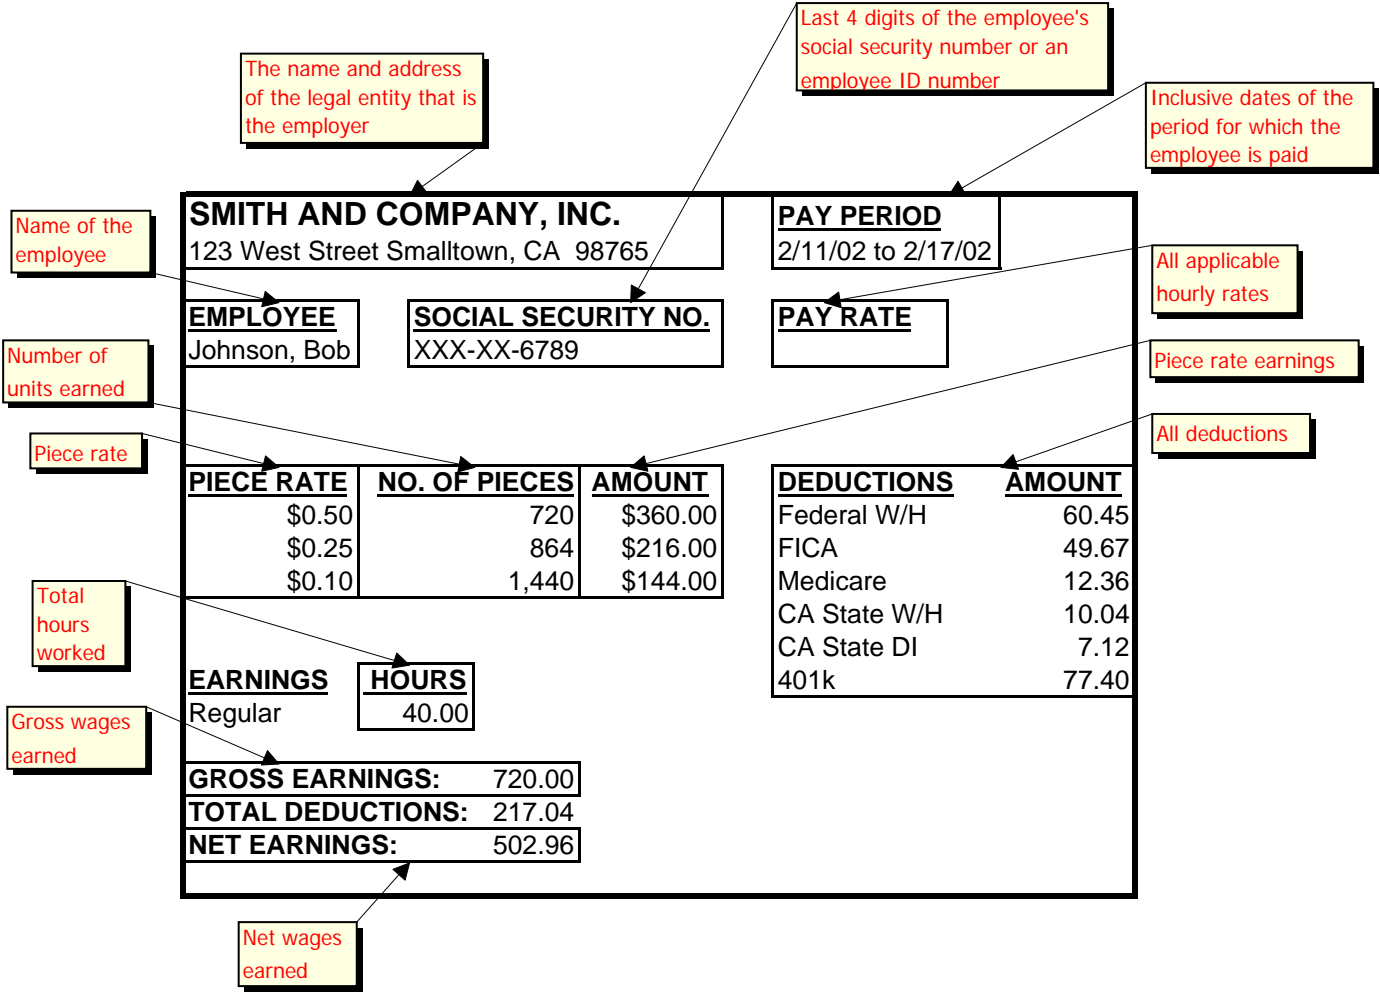 Last 4 digits of the employee's
social security number or an
employee ID number
The name and address
of the legal entity that is
the employer
Inclusive dates of the
period for which the
employee is paid
Name of the
employee
SMITH AND COMPANY, INC.
123 West Street Smalltown, CA 98765
PAY PERIOD
2/11/02 to 2/17/02
All applicable
hourly rates
EMPLOYEE
Johnson, Bob
SOCIAL SECURITY NO.
XXX-XX-6789
PAY RATE
Number of
units earned
Piece rate earnings
Piece rate
All deductions
PIECE RATE NO. OF PIECES AMOUNT
$0.50 720 $360.00
$0.25 864 $216.00
$0.10 1,440 $144.00
DEDUCTIONS AMOUNT
Federal W/H 60.45
FICA 49.67
Medicare 12.36
CA State W/H 10.04
CA State DI 7.12
401k 77.40
Total
hours
worked
EARNINGS HOURS
Regular 40.00
Gross wages
earned
GROSS EARNINGS: 720.00
TOTAL DEDUCTIONS: 217.04
NET EARNINGS: 502.96
Net wages
earned